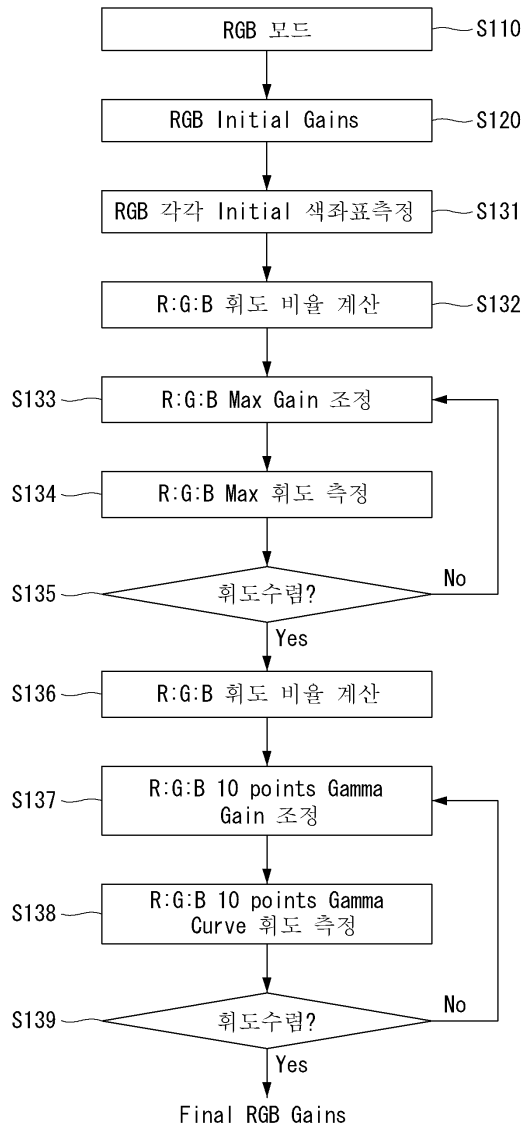 RGB 모드
S110
RGB Initial Gains
S120
RGB 각각 Initial 색좌표측정
S131
R:G:B 휘도 비율 계산
S132
S133
R:G:B Max Gain 조정
S134
R:G:B Max 휘도 측정
S135
휘도수렴?
No
Yes
S136
R:G:B 휘도 비율 계산
S137
R:G:B 10 points Gamma
Gain 조정
S138
R:G:B 10 points Gamma
Curve 휘도 측정
S139
휘도수렴?
No
Yes
Final RGB Gains